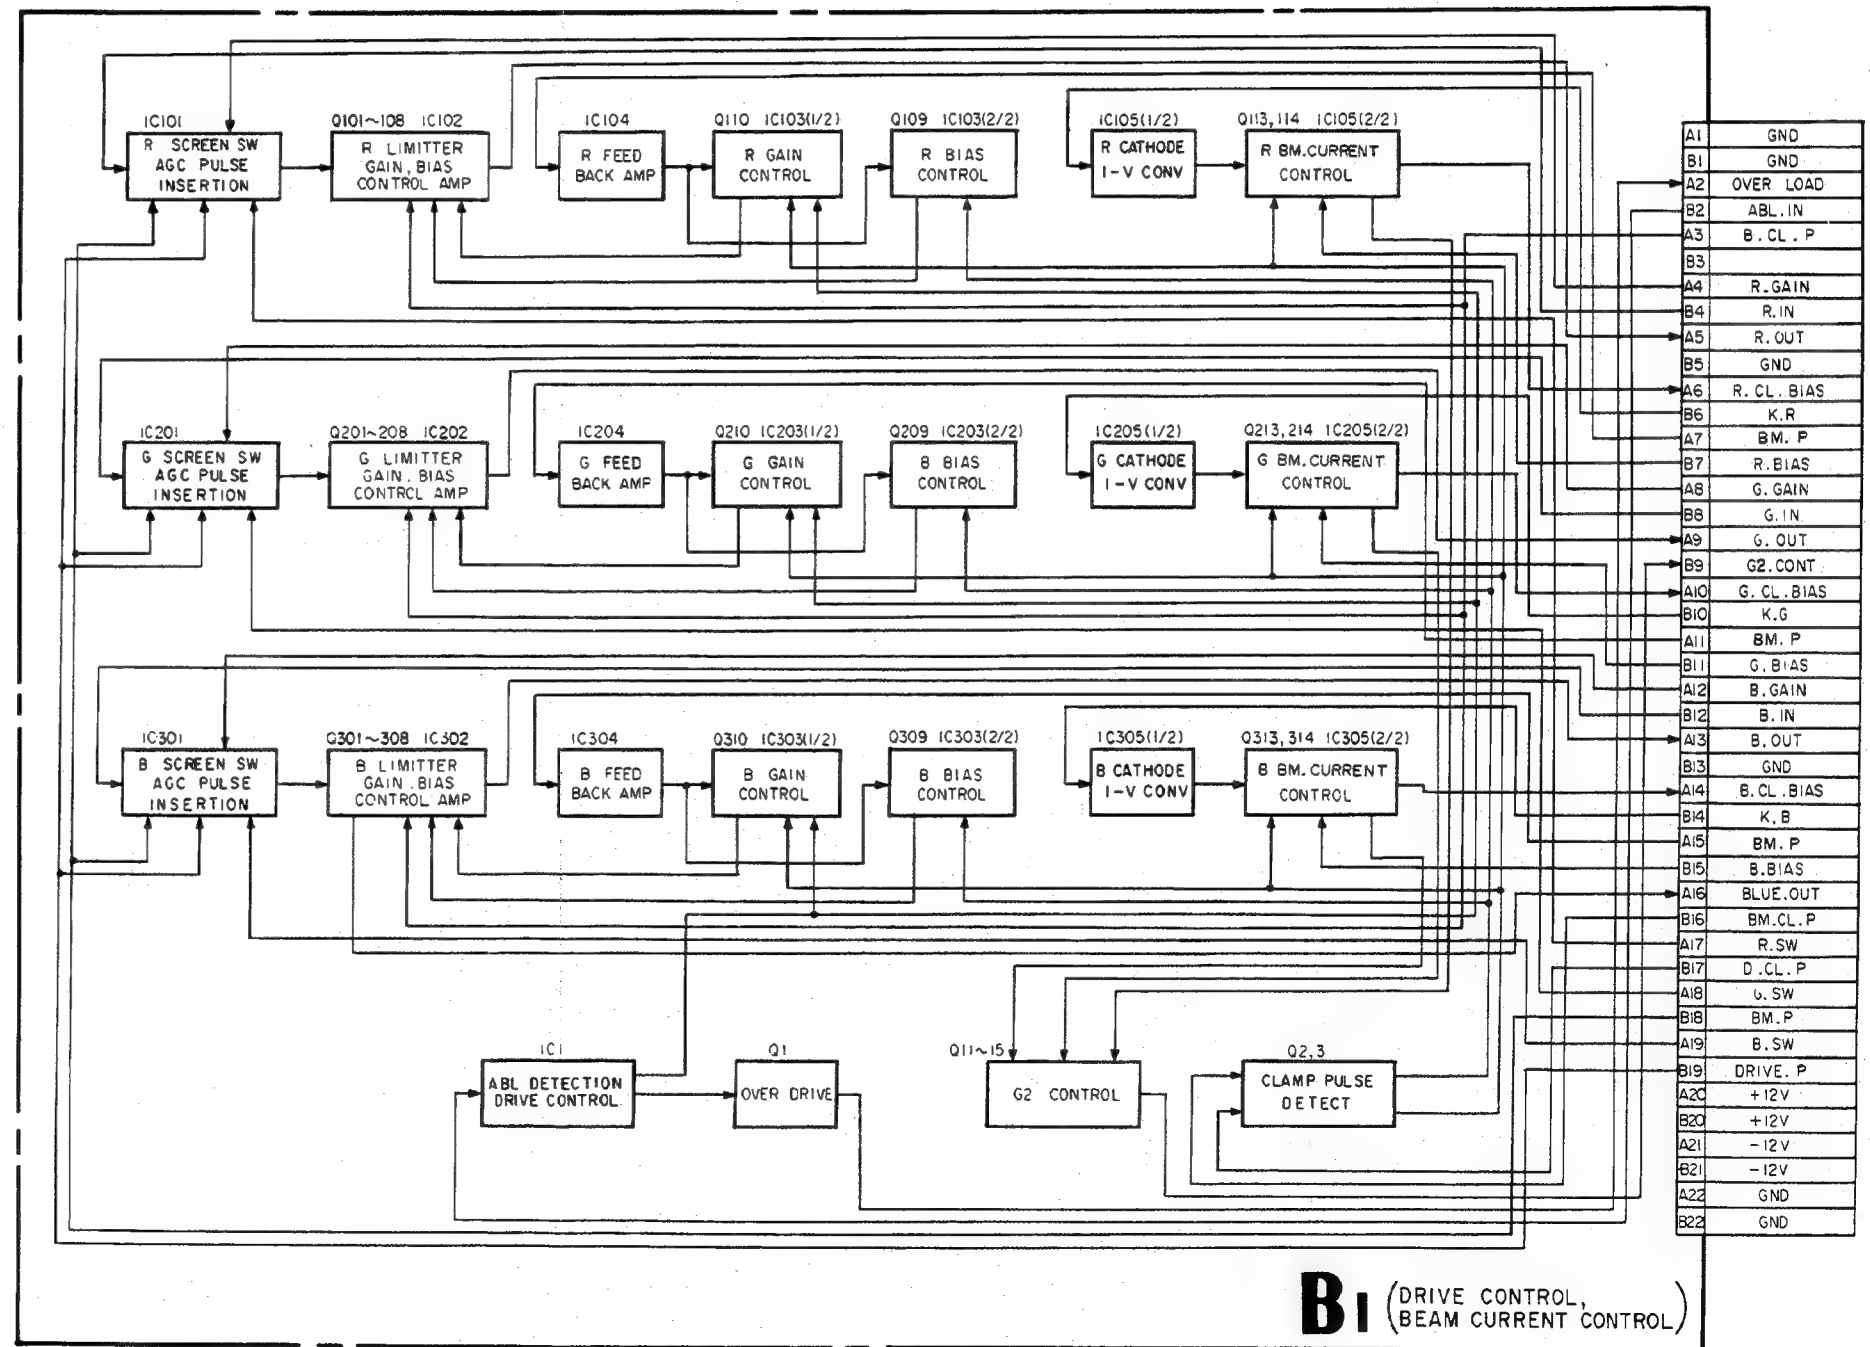 IC101
R SCREEN SW
AGC PULSE
INSERTION
Q101~108 IC102
R LIMITTER
GAIN, BIAS
CONTROL AMP
IC104
R FEED
BACK AMP
Q110 IC103(1/2)
R GAIN
CONTROL
Q109 IC103(2/2)
R BIAS
CONTROL
IC105(1/2)
R CATHODE
I-V CONV
Q113,114 IC105(2/2)
R BM.CURRENT
CONTROL
IC201
G SCREEN SW
AGC PULSE
INSERTION
Q201~208 IC202
G LIMITTER
GAIN.BIAS
CONTROL AMP
IC204
G FEED
BACK AMP
Q210 IC203(1/2)
G GAIN
CONTROL
Q209 IC203(2/2)
B BIAS
CONTROL
IC205(1/2)
G CATHODE
I-V CONV
Q213,214 IC205(2/2)
G BM.CURRENT
CONTROL
IC301
B SCREEN SW
AGC PULSE
INSERTION
Q301~308 IC302
B LIMITTER
GAIN.BIAS
CONTROL AMP
IC304
B FEED
BACK AMP
Q310 IC303(1/2)
B GAIN
CONTROL
Q309 IC303(2/2)
B BIAS
CONTROL
IC305(1/2)
B CATHODE
I-V CONV
Q313,314 IC305(2/2)
B BM.CURRENT
CONTROL
IC1
ABL DETECTION
DRIVE CONTROL
Q1
OVER DRIVE
Q11~15
G2 CONTROL
Q2,3
CLAMP PULSE
DETECT
A1 GND
B1 GND
A2 OVER LOAD
B2 ABL.IN
A3 B.CL.P
B3
A4 R.GAIN
B4 R.IN
A5 R.OUT
B5 GND
A6 R.CL.BIAS
B6 K.R
A7 BM.P
B7 R.BIAS
A8 G.GAIN
B8 G.IN
A9 G.OUT
B9 G2.CONT
A10 G.CL.BIAS
B10 K.G
A11 BM.P
B11 G.BIAS
A12 B.GAIN
B12 B.IN
A13 B.OUT
B13 GND
A14 B.CL.BIAS
B14 K.B
A15 BM.P
B15 B.BIAS
A16 BLUE.OUT
B16 BM.CL.P
A17 R.SW
B17 D.CL.P
A18 G.SW
B18 BM.P
A19 B.SW
B19 DRIVE.P
A20 +12V
B20 +12V
A21 -12V
B21 -12V
A22 GND
B22 GND
B1 (DRIVE CONTROL,
BEAM CURRENT CONTROL)